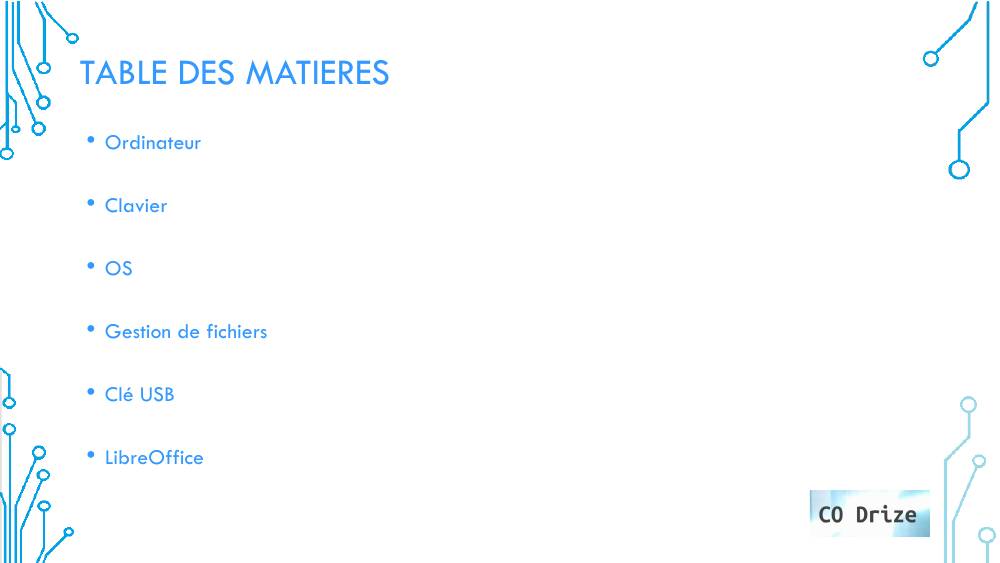 TABLE DES MATIERES
• Ordinateur
• Clavier
• OS
• Gestion de fichiers
• Clé USB
• LibreOffice
CO Drize